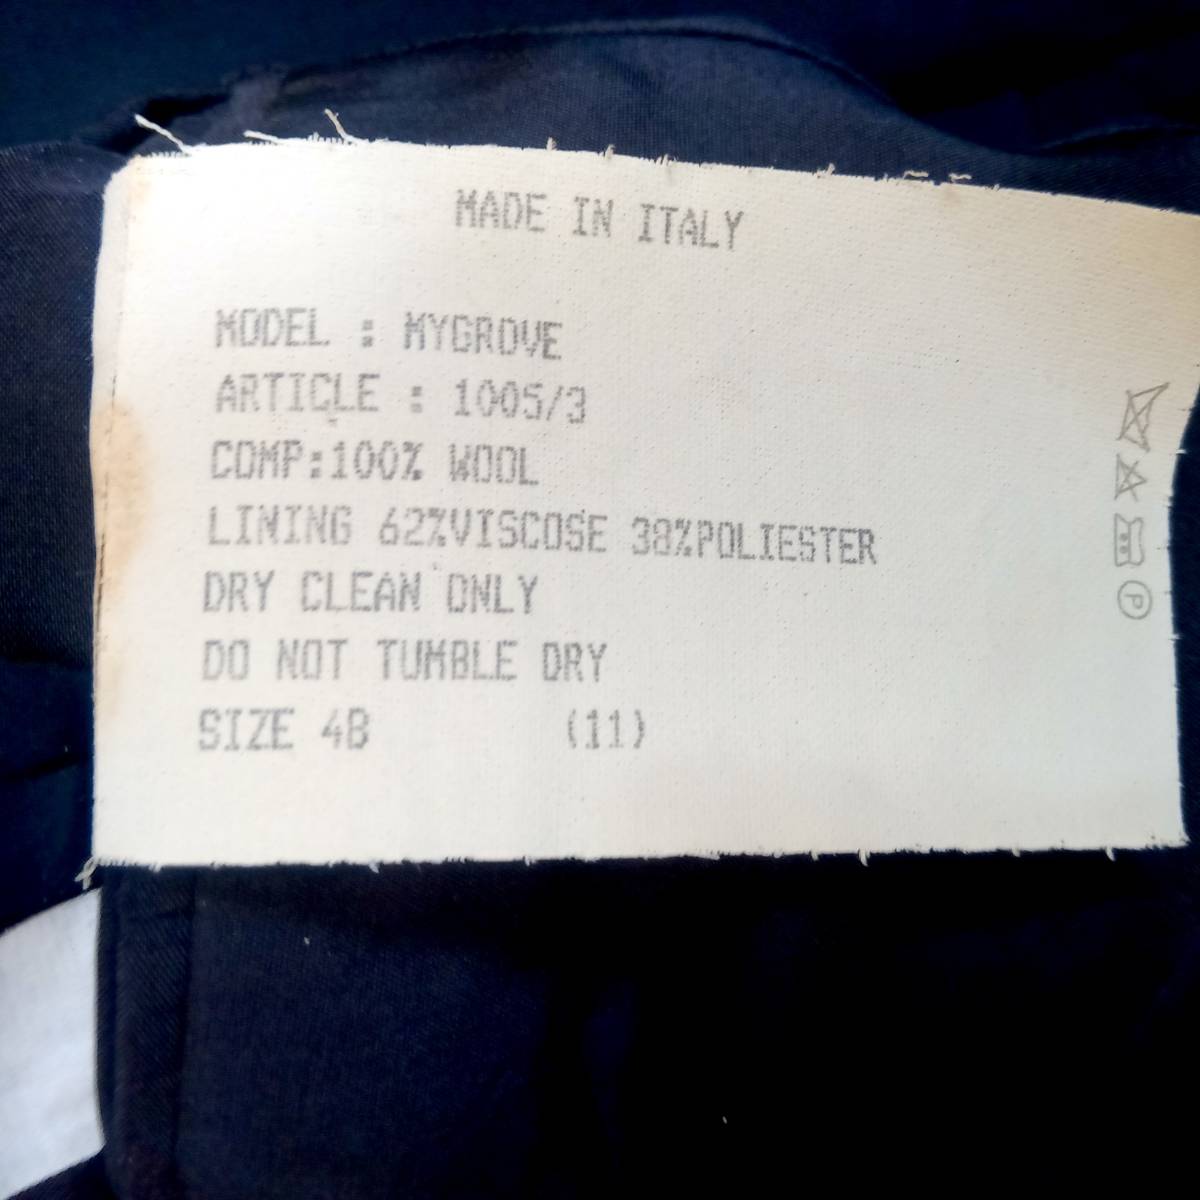 MADE IN ITALY
MODEL : MYGROVE
ARTICLE : 1005/3
COMP:100% WOOL
LINING 62%VISCOSE 38%POLIESTER
DRY CLEAN ONLY
DO NOT TUMBLE DRY
SIZE 48 (11)
P